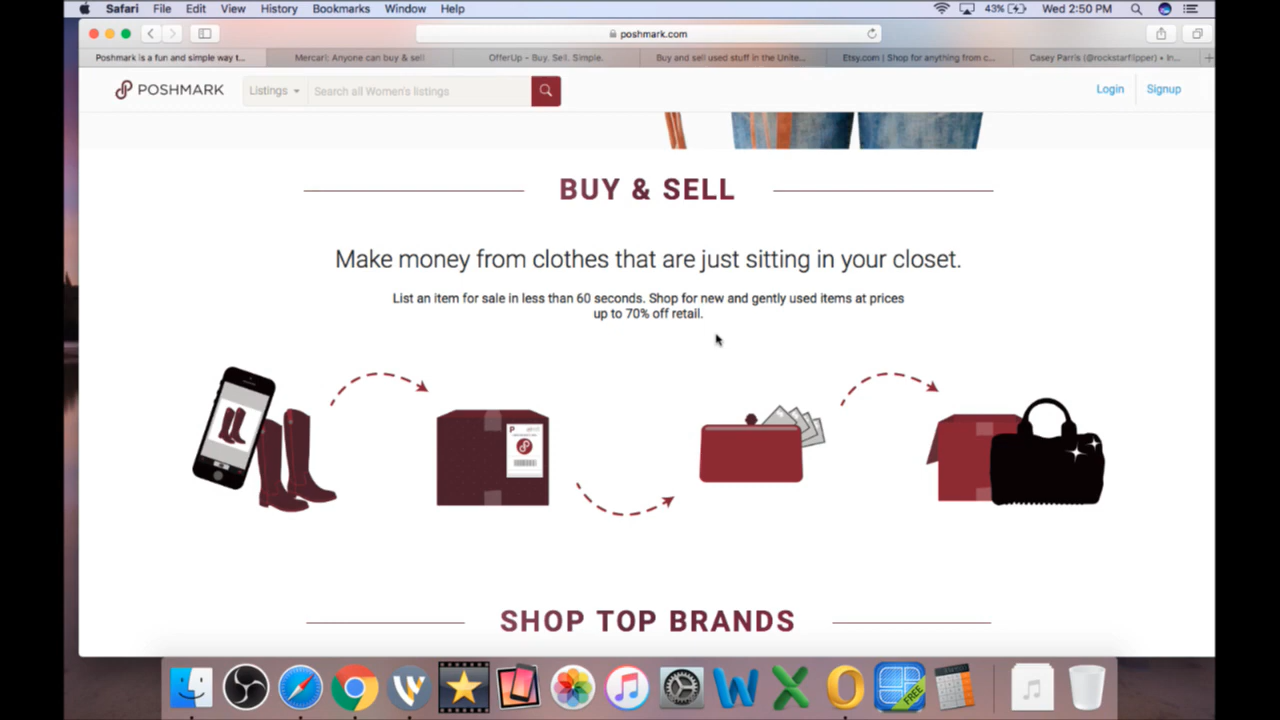 Safari File Edit View History Bookmarks Window Help 43% Wed 2:50 PM
poshmark.com
Poshmark is a fun and simple way t... Mercari: Anyone can buy & sell OfferUp – Buy. Sell. Simple. Buy and sell used stuff in the Unite... Etsy.com | Shop for anything from c... Casey Parris (@rockstarflipper) • In...
POSHMARK Listings Search all Women's listings Login Signup
BUY & SELL
Make money from clothes that are just sitting in your closet.
List an item for sale in less than 60 seconds. Shop for new and gently used items at prices
up to 70% off retail.
P
SHOP TOP BRANDS
FREE